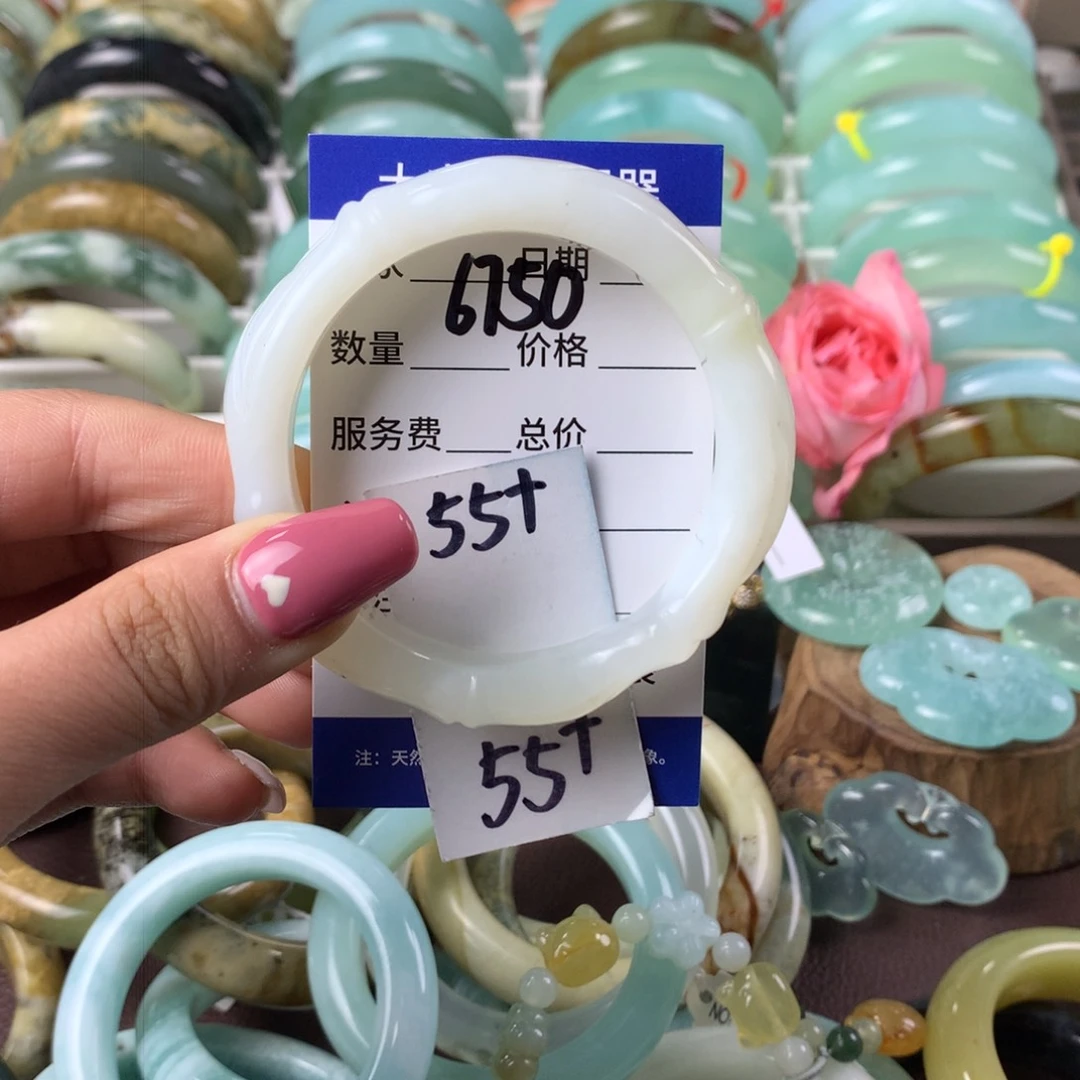 日期
6750
数量 价格
服务费 总价
55+
55+
注：天然 象。